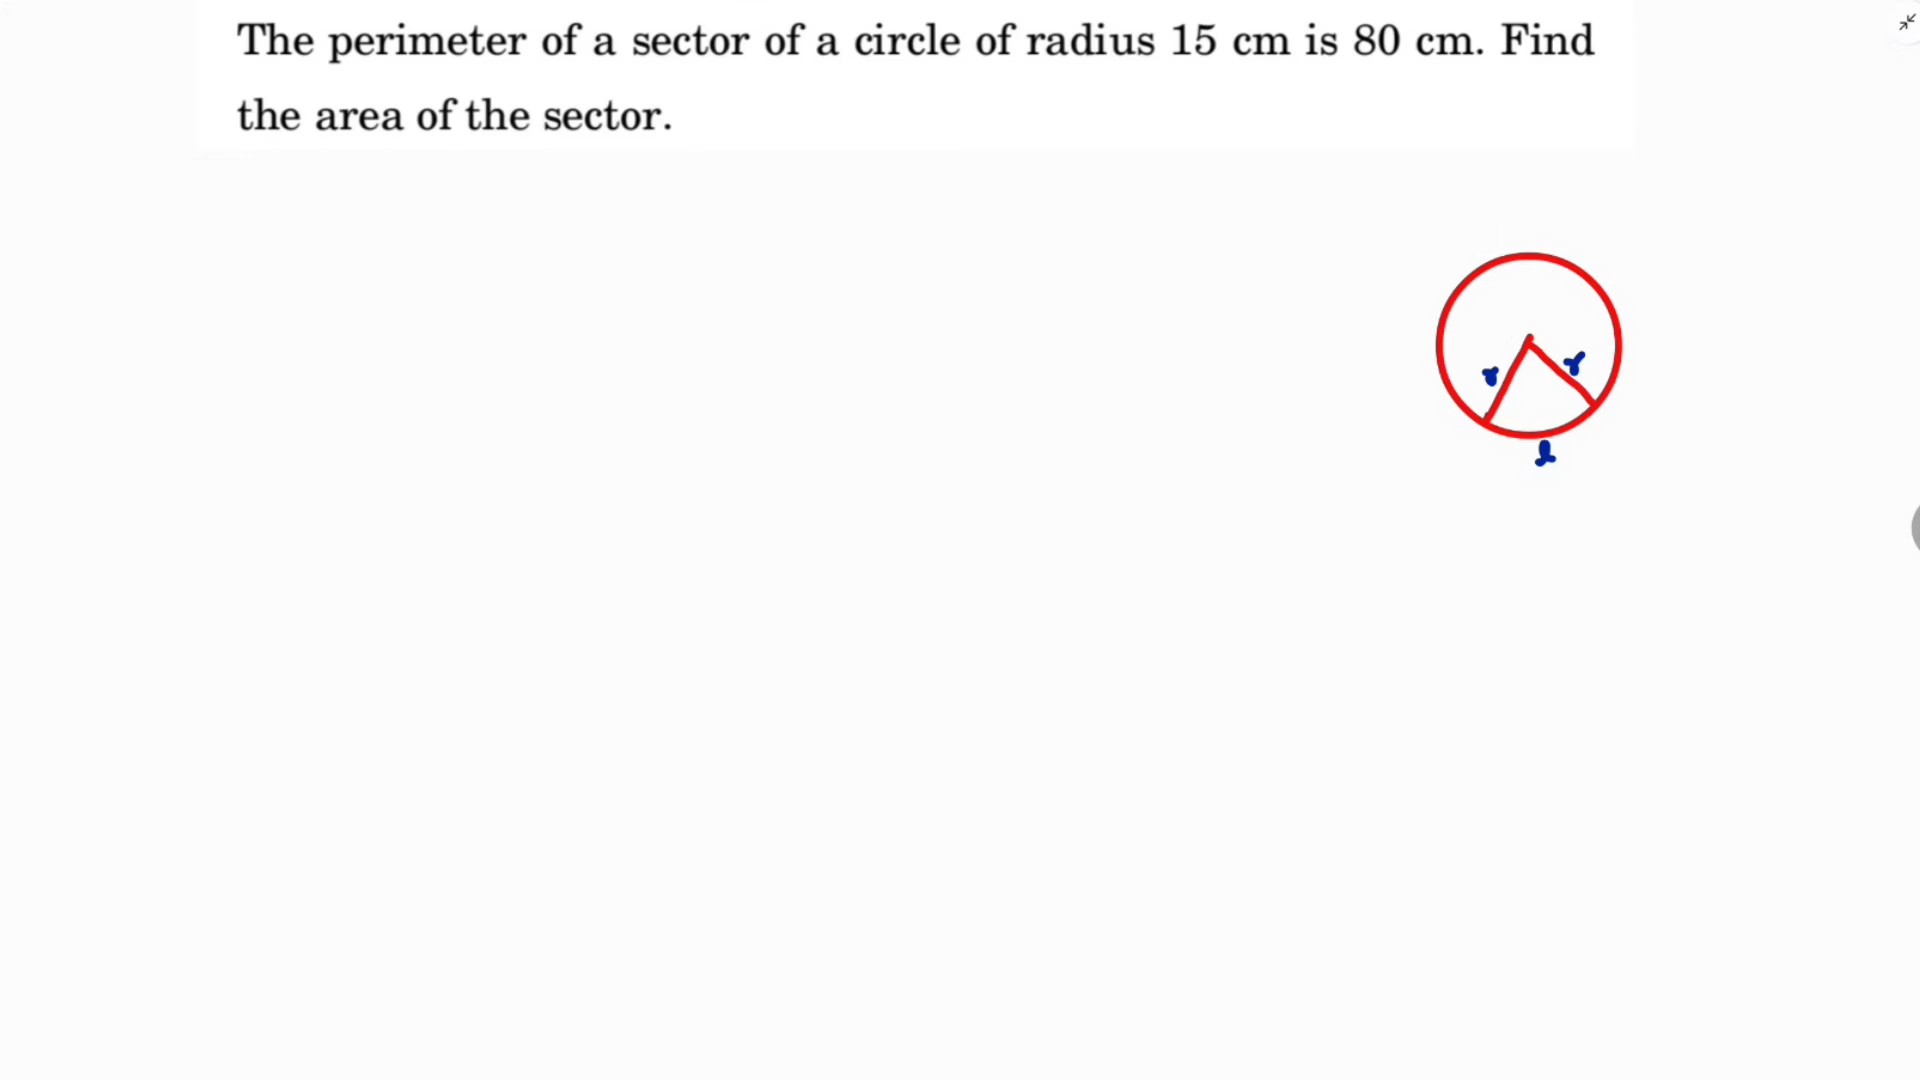 The perimeter of a sector of a circle of radius 15 cm is 80 cm. Find
the area of the sector.
r
r
l